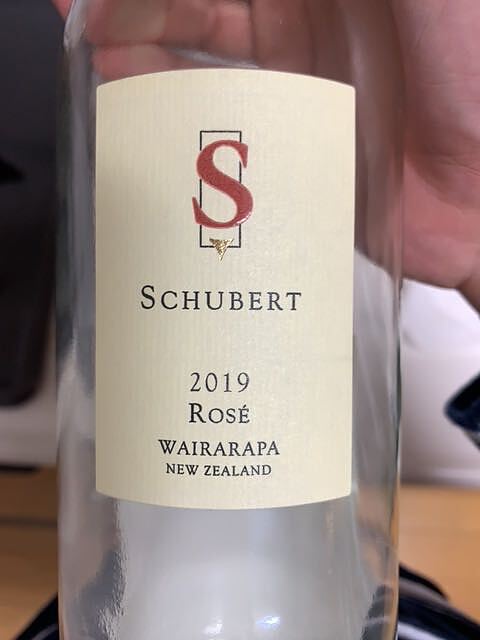 S
SCHUBERT
2019
ROSÉ
WAIRARAPA
NEW ZEALAND